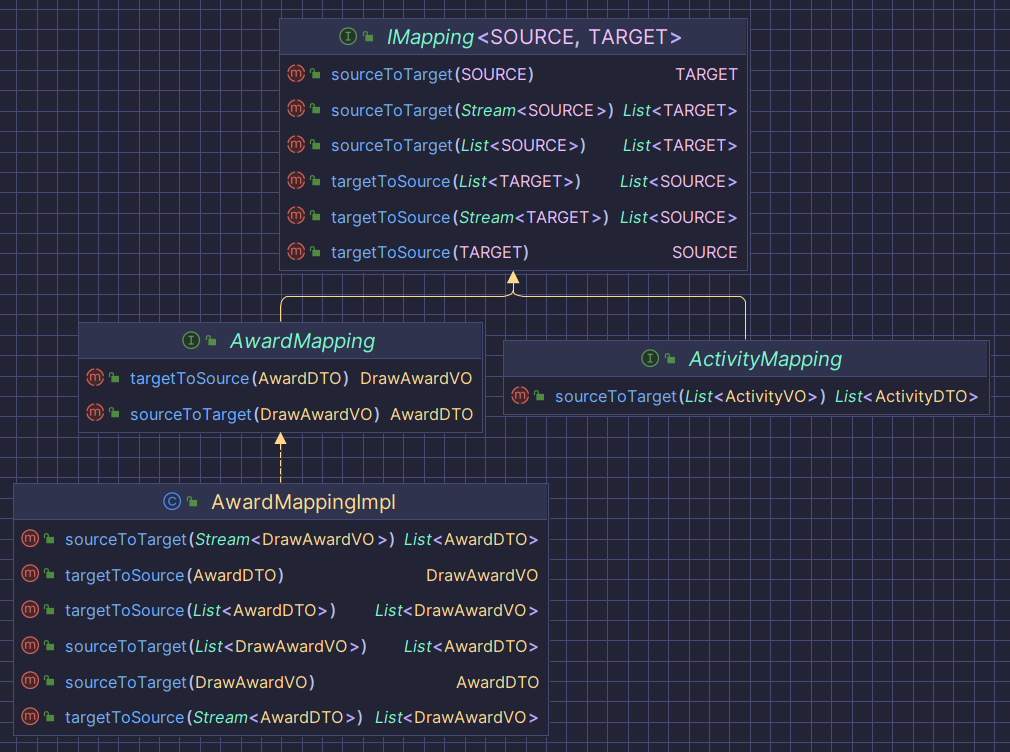 IMapping<SOURCE, TARGET>
sourceToTarget(SOURCE) TARGET
sourceToTarget(Stream<SOURCE>) List<TARGET>
sourceToTarget(List<SOURCE>) List<TARGET>
targetToSource(List<TARGET>) List<SOURCE>
targetToSource(Stream<TARGET>) List<SOURCE>
targetToSource(TARGET) SOURCE
AwardMapping
targetToSource(AwardDTO) DrawAwardVO
sourceToTarget(DrawAwardVO) AwardDTO
ActivityMapping
sourceToTarget(List<ActivityVO>) List<ActivityDTO>
AwardMappingImpl
sourceToTarget(Stream<DrawAwardVO>) List<AwardDTO>
targetToSource(AwardDTO) DrawAwardVO
targetToSource(List<AwardDTO>) List<DrawAwardVO>
sourceToTarget(List<DrawAwardVO>) List<AwardDTO>
sourceToTarget(DrawAwardVO) AwardDTO
targetToSource(Stream<AwardDTO>) List<DrawAwardVO>